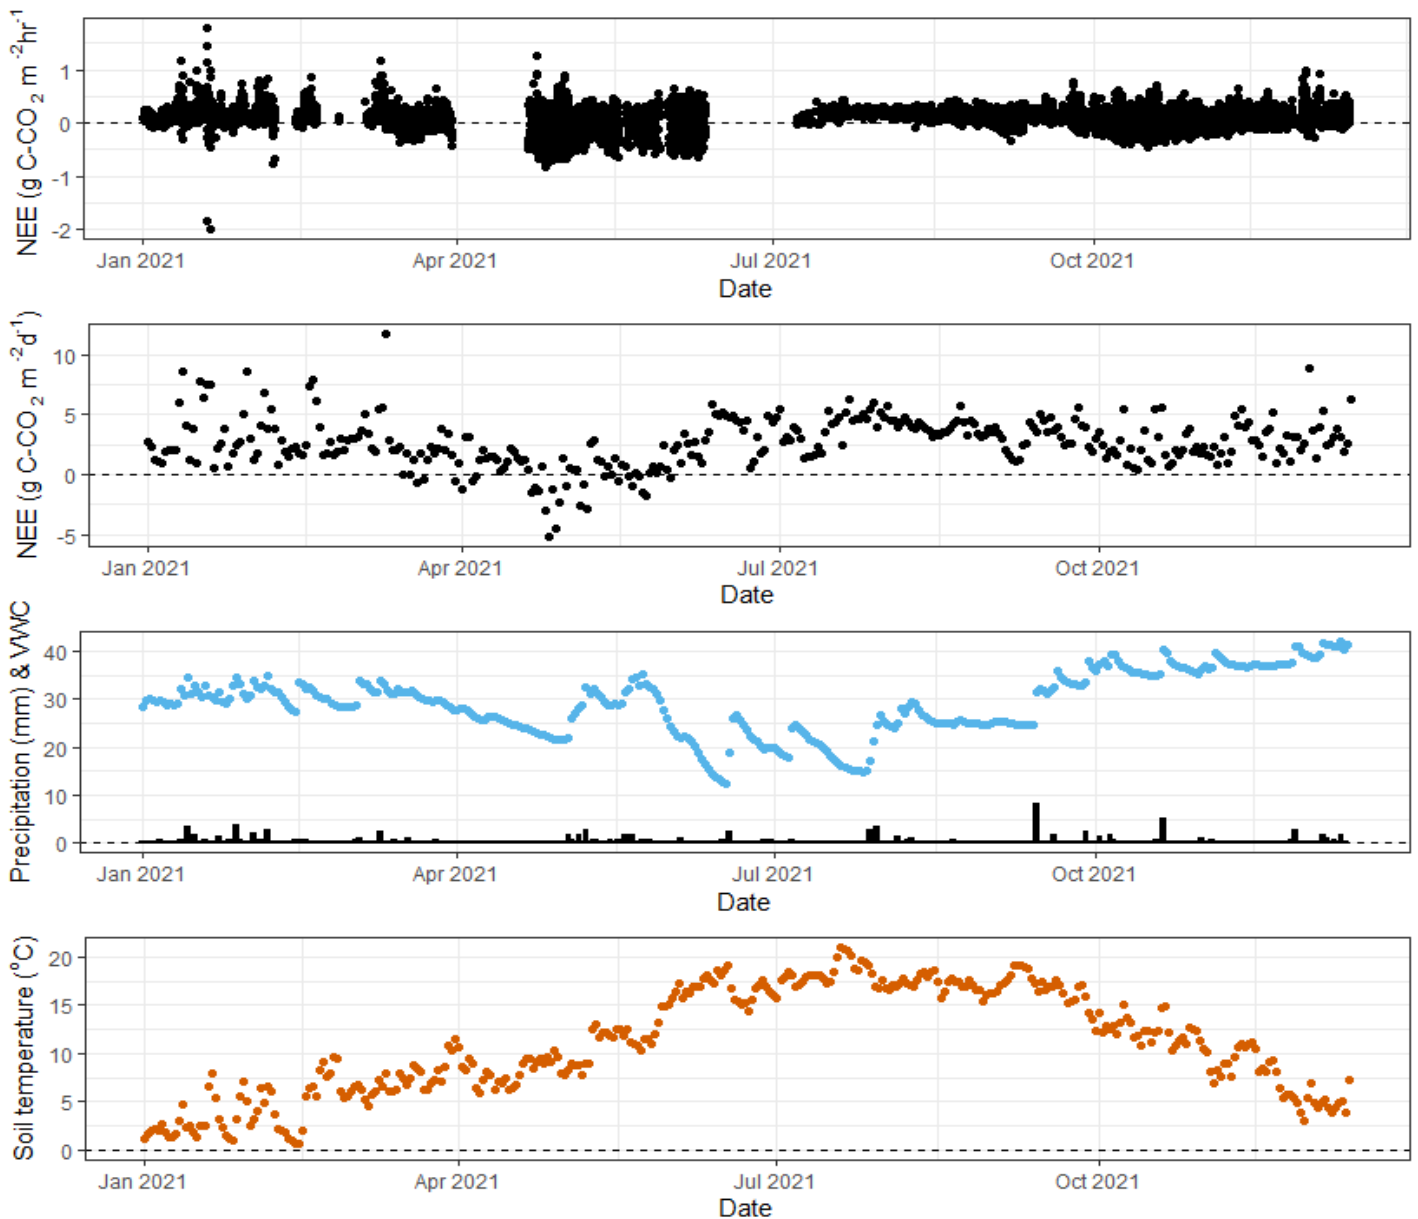 NEE (g C-CO2 m-2hr-1)
1
0
-1
-2
Jan 2021 Apr 2021 Jul 2021 Oct 2021
Date
NEE (g C-CO2 m-2d-1)
10
5
0
-5
Jan 2021 Apr 2021 Jul 2021 Oct 2021
Date
Precipitation (mm) & VWC
40
30
20
10
0
Jan 2021 Apr 2021 Jul 2021 Oct 2021
Date
Soil temperature (°C)
20
15
10
5
0
Jan 2021 Apr 2021 Jul 2021 Oct 2021
Date